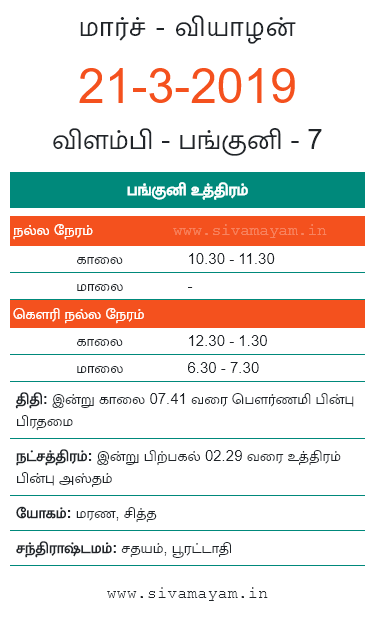 மார்ச் - வியாழன்
21-3-2019
விளம்பி - பங்குனி - 7
பங்குனி உத்திரம்
நல்ல நேரம் www.sivamayam.in
காலை 10.30 - 11.30
மாலை -
கௌரி நல்ல நேரம்
காலை 12.30 - 1.30
மாலை 6.30 - 7.30
திதி: இன்று காலை 07.41 வரை பௌர்ணமி பின்பு
பிரதமை
நட்சத்திரம்: இன்று பிற்பகல் 02.29 வரை உத்திரம்
பின்பு அஸ்தம்
யோகம்: மரண, சித்த
சந்திராஷ்டமம்: சதயம், பூரட்டாதி
www.sivamayam.in